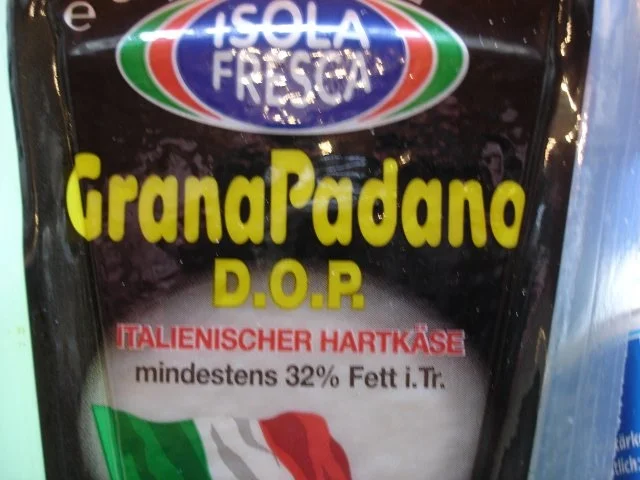 e
ISOLA
FRESCA
GranaPadano
D.O.P.
ITALIENISCHER HARTKÄSE
mindestens 32% Fett i.Tr.